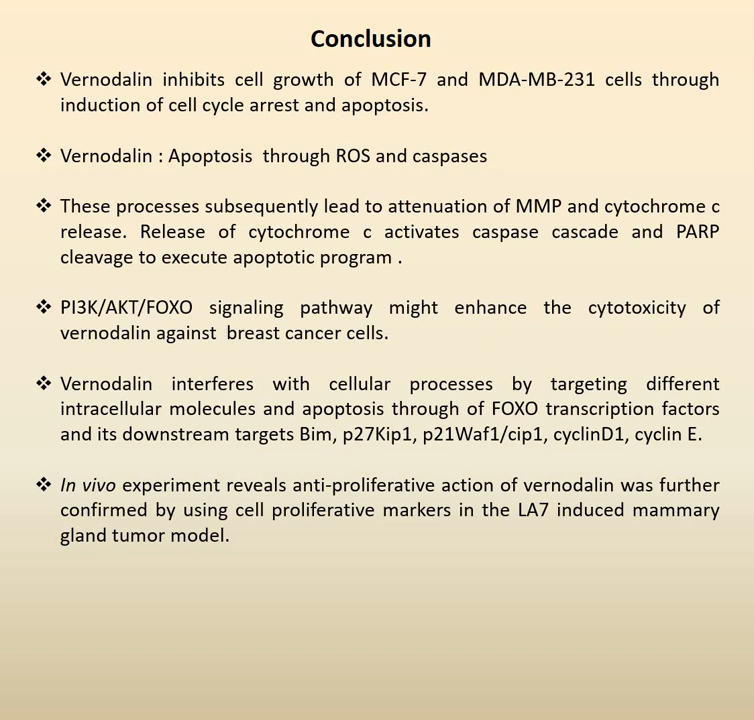 Conclusion
❖ Vernodalin inhibits cell growth of MCF-7 and MDA-MB-231 cells through
induction of cell cycle arrest and apoptosis.
❖ Vernodalin : Apoptosis through ROS and caspases
❖ These processes subsequently lead to attenuation of MMP and cytochrome c
release. Release of cytochrome c activates caspase cascade and PARP
cleavage to execute apoptotic program .
❖ PI3K/AKT/FOXO signaling pathway might enhance the cytotoxicity of
vernodalin against breast cancer cells.
❖ Vernodalin interferes with cellular processes by targeting different
intracellular molecules and apoptosis through of FOXO transcription factors
and its downstream targets Bim, p27Kip1, p21Waf1/cip1, cyclinD1, cyclin E.
❖ In vivo experiment reveals anti-proliferative action of vernodalin was further
confirmed by using cell proliferative markers in the LA7 induced mammary
gland tumor model.